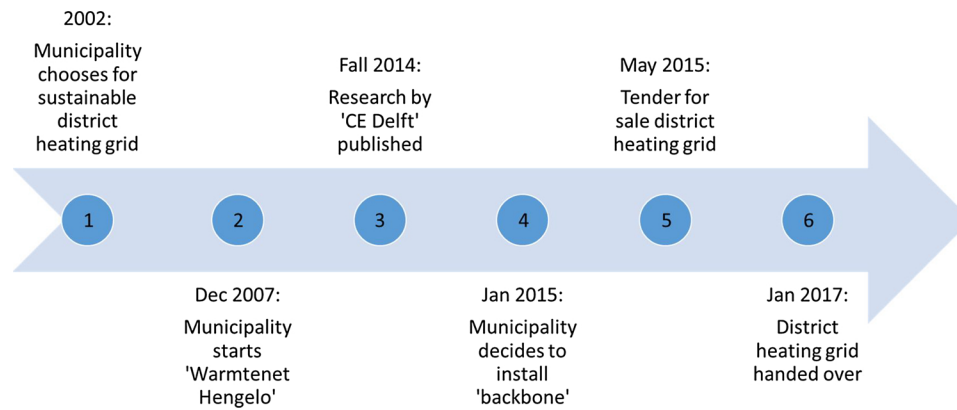 2002:
Municipality
chooses for
sustainable
district
heating grid
1
Dec 2007:
Municipality
starts
'Warmtenet
Hengelo'
2
Fall 2014:
Research by
'CE Delft'
published
3
Jan 2015:
Municipality
decides to
install
'backbone'
4
May 2015:
Tender for
sale district
heating grid
5
Jan 2017:
District
heating grid
handed over
6